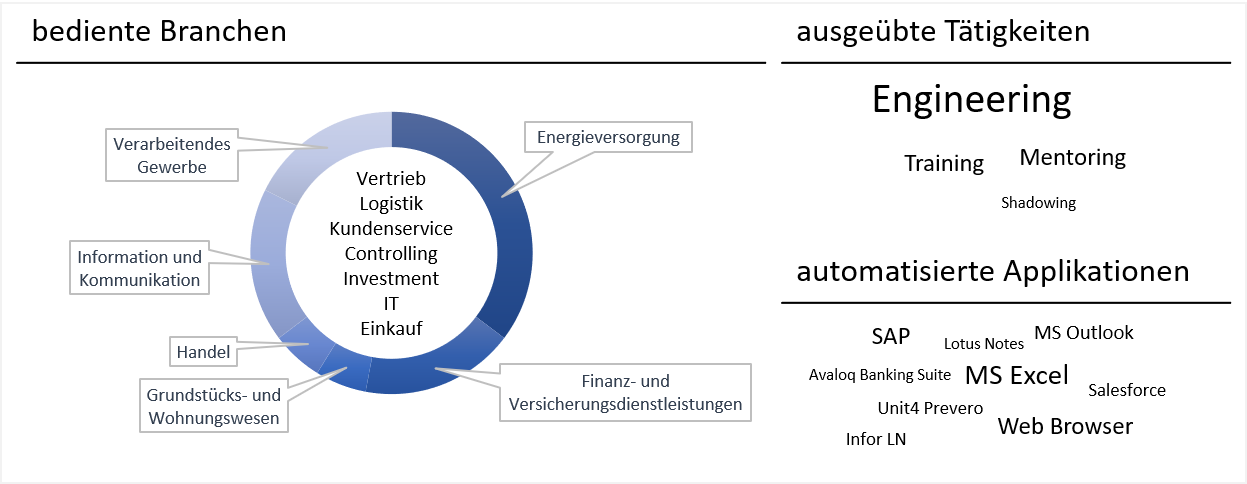 bediente Branchen
Verarbeitendes
Gewerbe
Energieversorgung
Vertrieb
Logistik
Kundenservice
Controlling
Investment
IT
Einkauf
Information und
Kommunikation
Handel
Grundstücks- und
Wohnungswesen
Finanz- und
Versicherungsdienstleistungen
ausgeübte Tätigkeiten
Engineering
Training
Mentoring
Shadowing
automatisierte Applikationen
SAP
Lotus Notes
MS Outlook
Avaloq Banking Suite
MS Excel
Salesforce
Unit4 Prevero
Web Browser
Infor LN